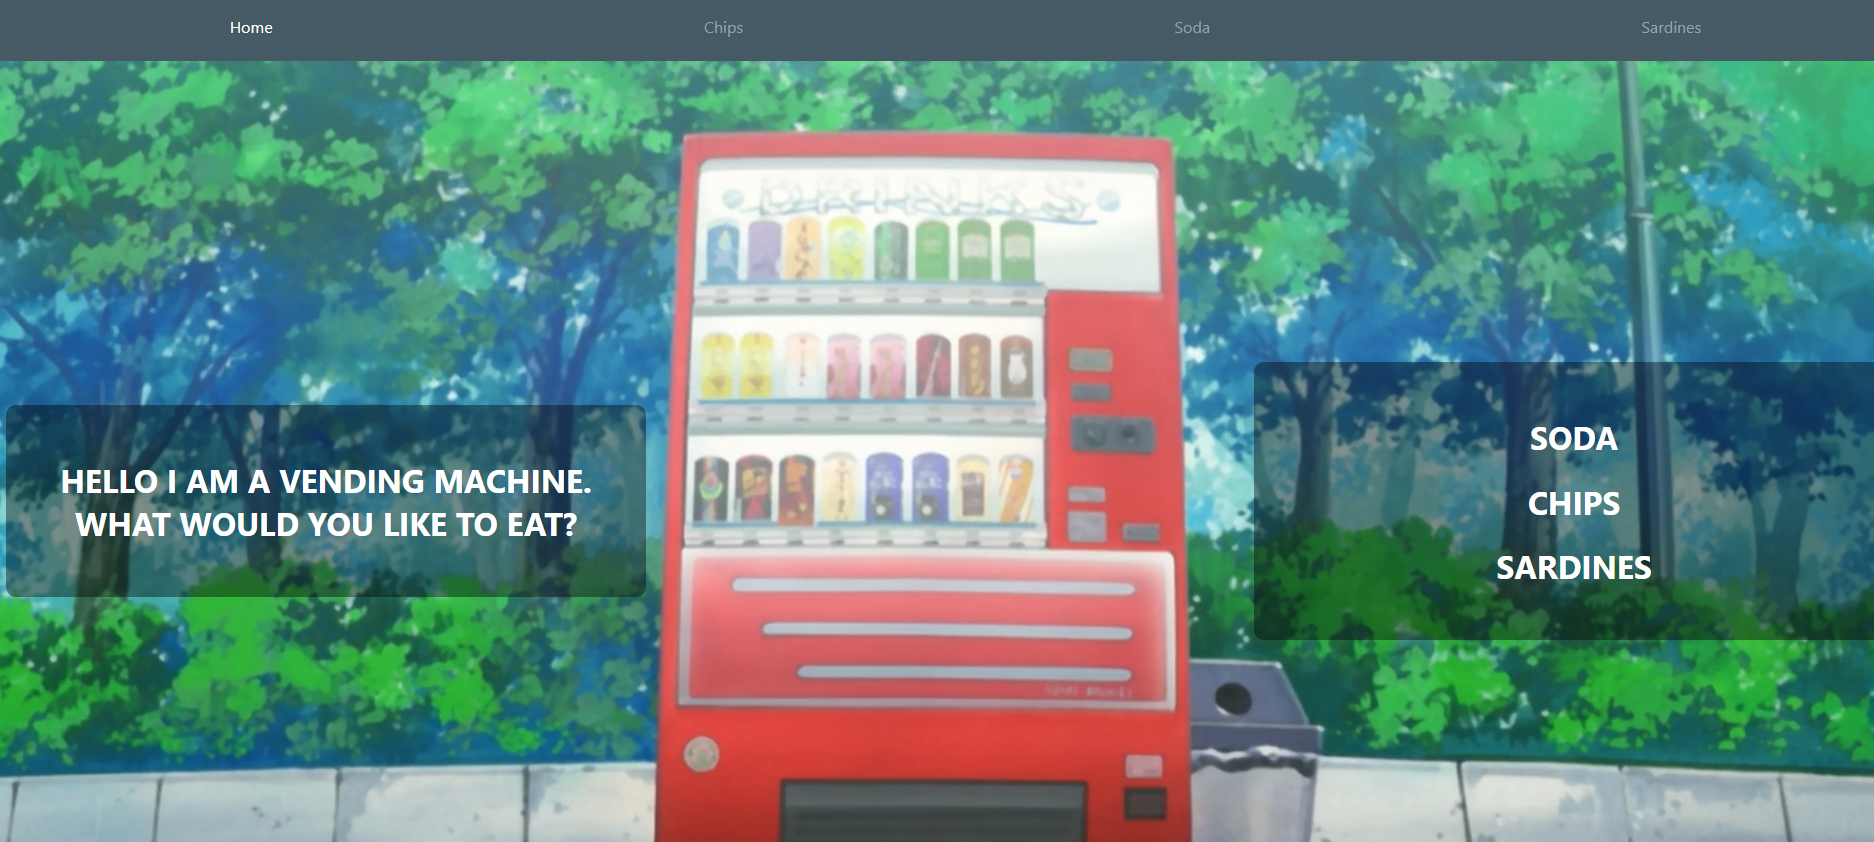 Home
Chips
Soda
Sardines
DRINKS
HELLO I AM A VENDING MACHINE.
WHAT WOULD YOU LIKE TO EAT?
SODA
CHIPS
SARDINES